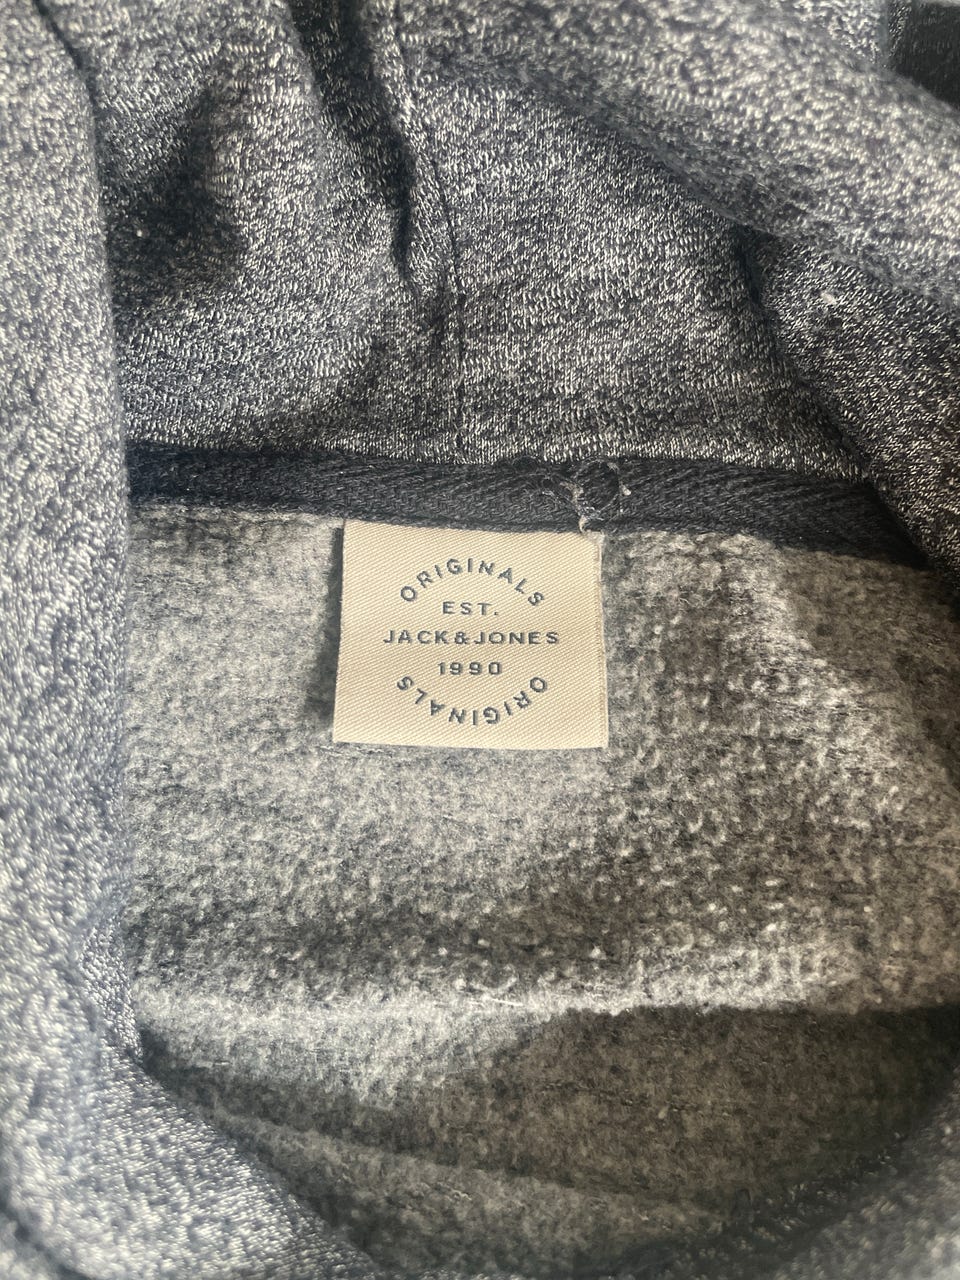 ORIGINALS
EST.
JACK&JONES
1990
ORIGINALS